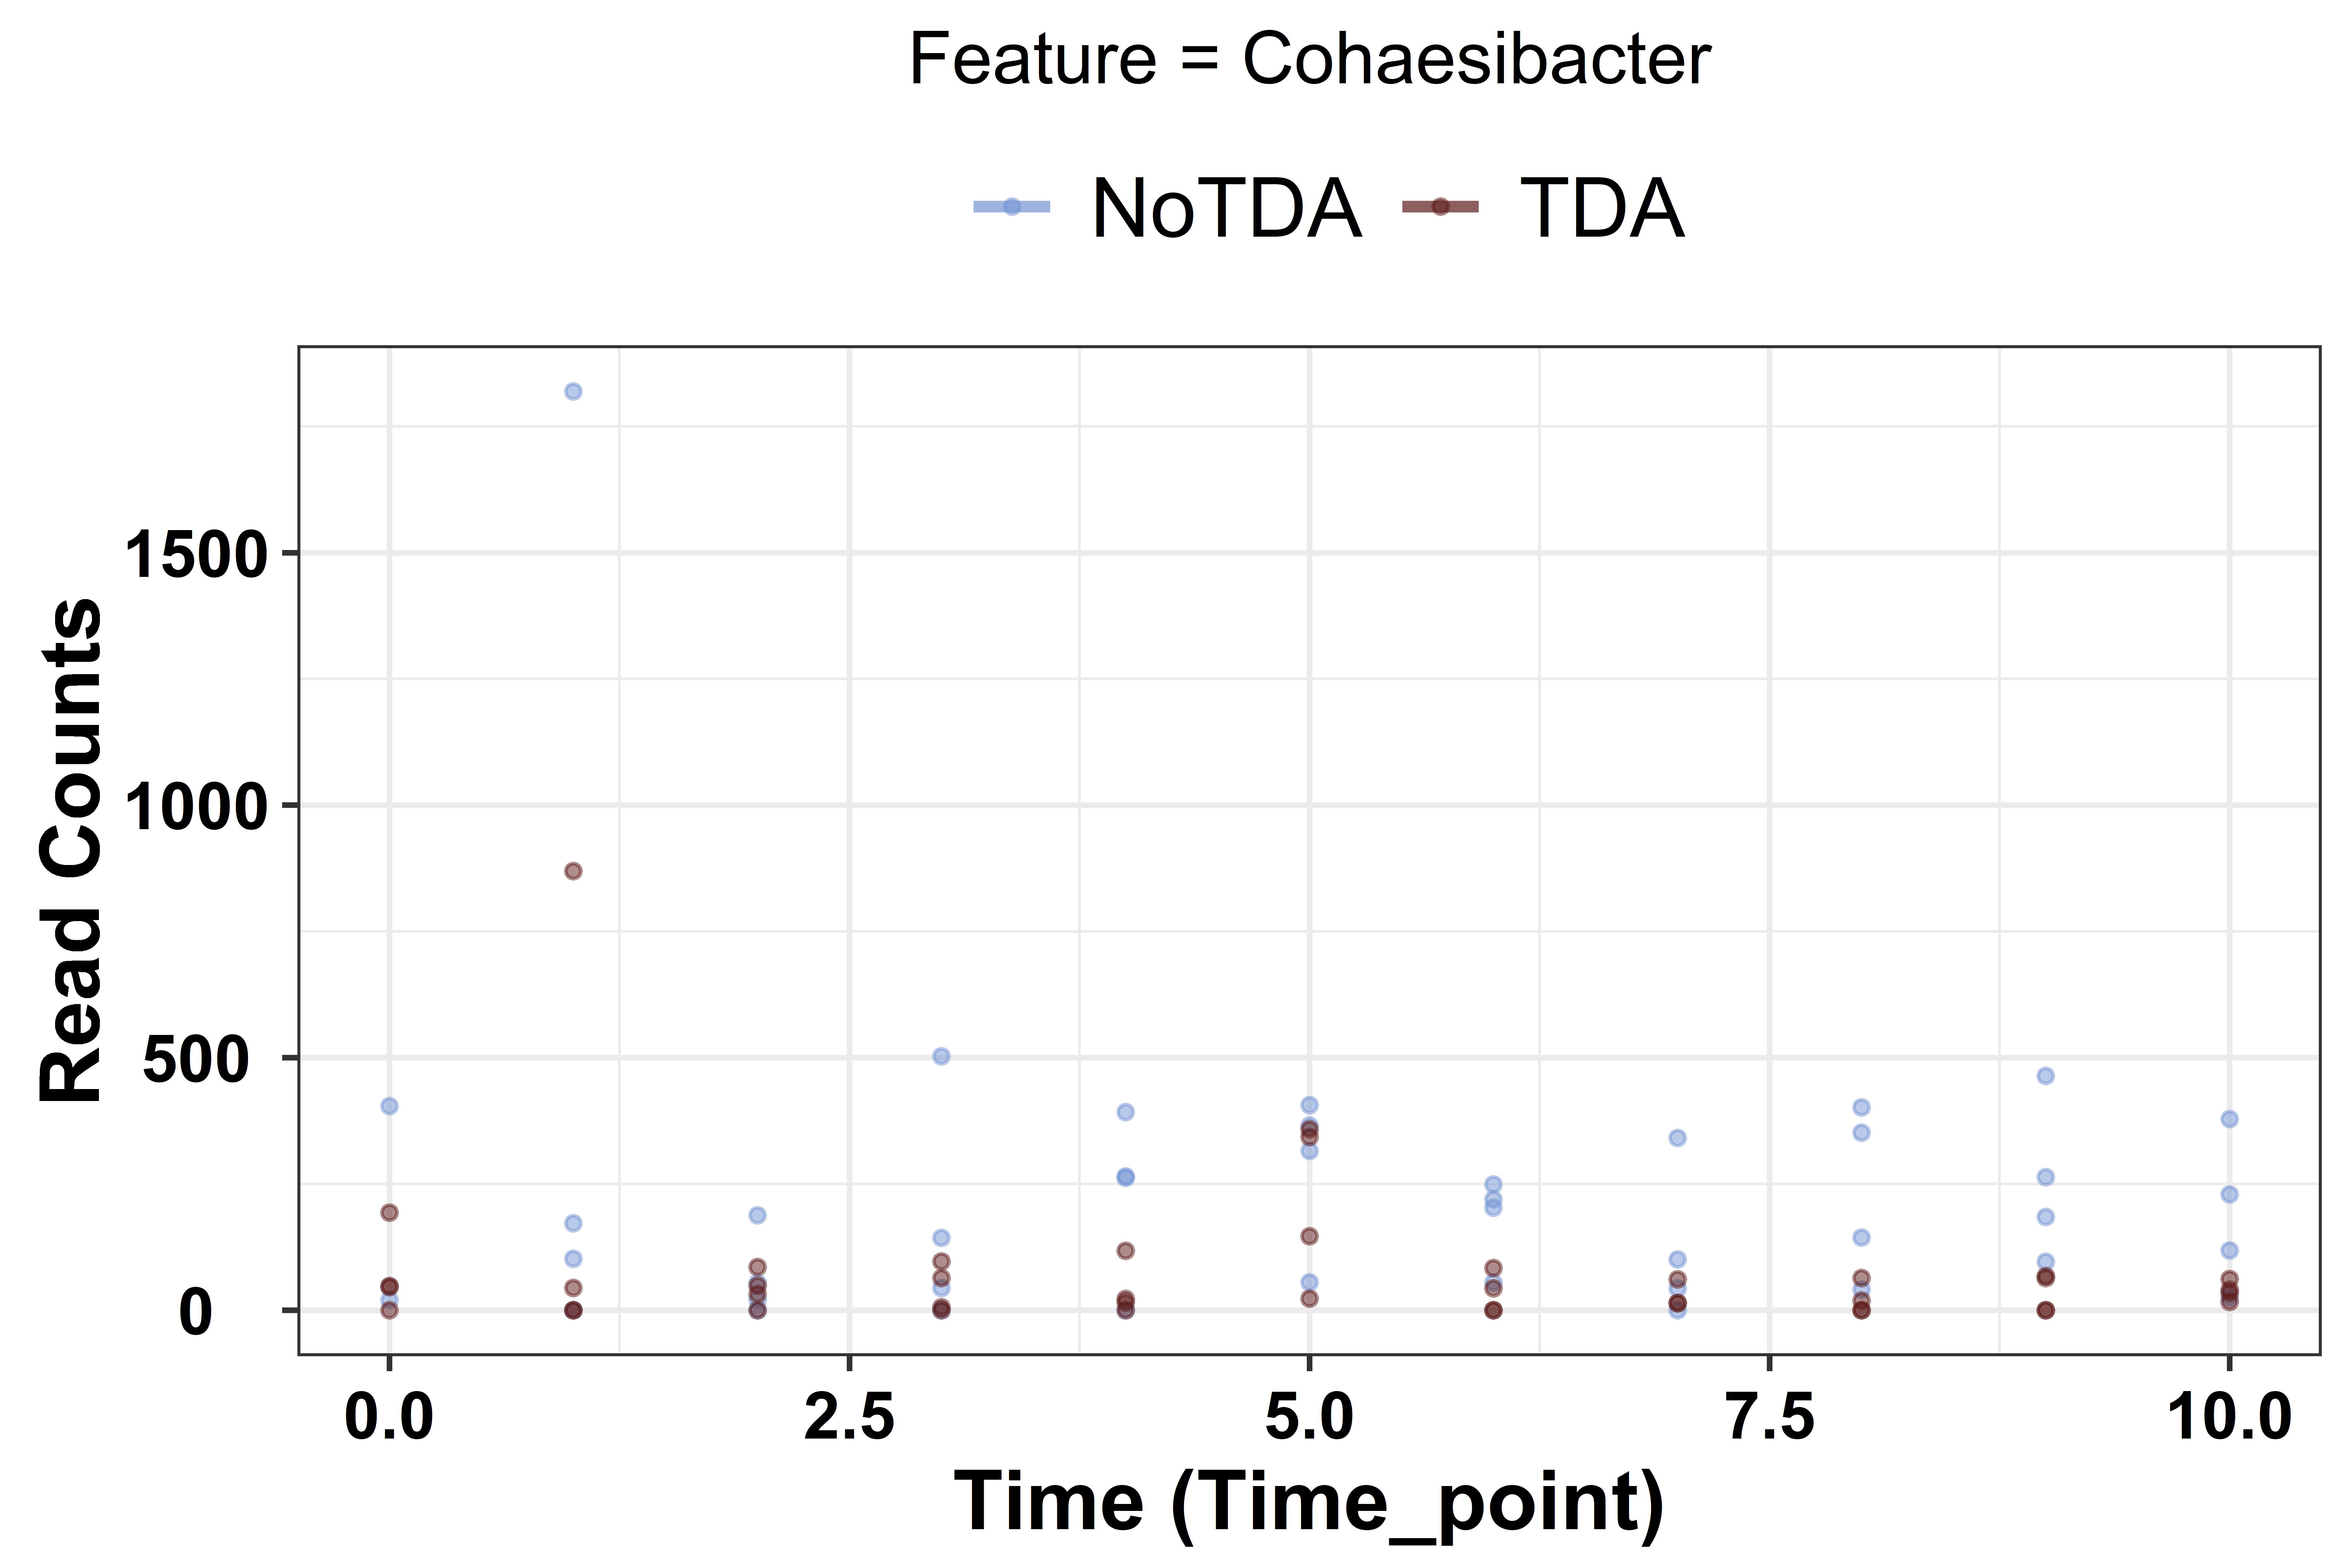 Feature = Cohaesibacter
NoTDA TDA
Read Counts
1500
1000
500
0
0.0 2.5 5.0 7.5 10.0
Time (Time_point)